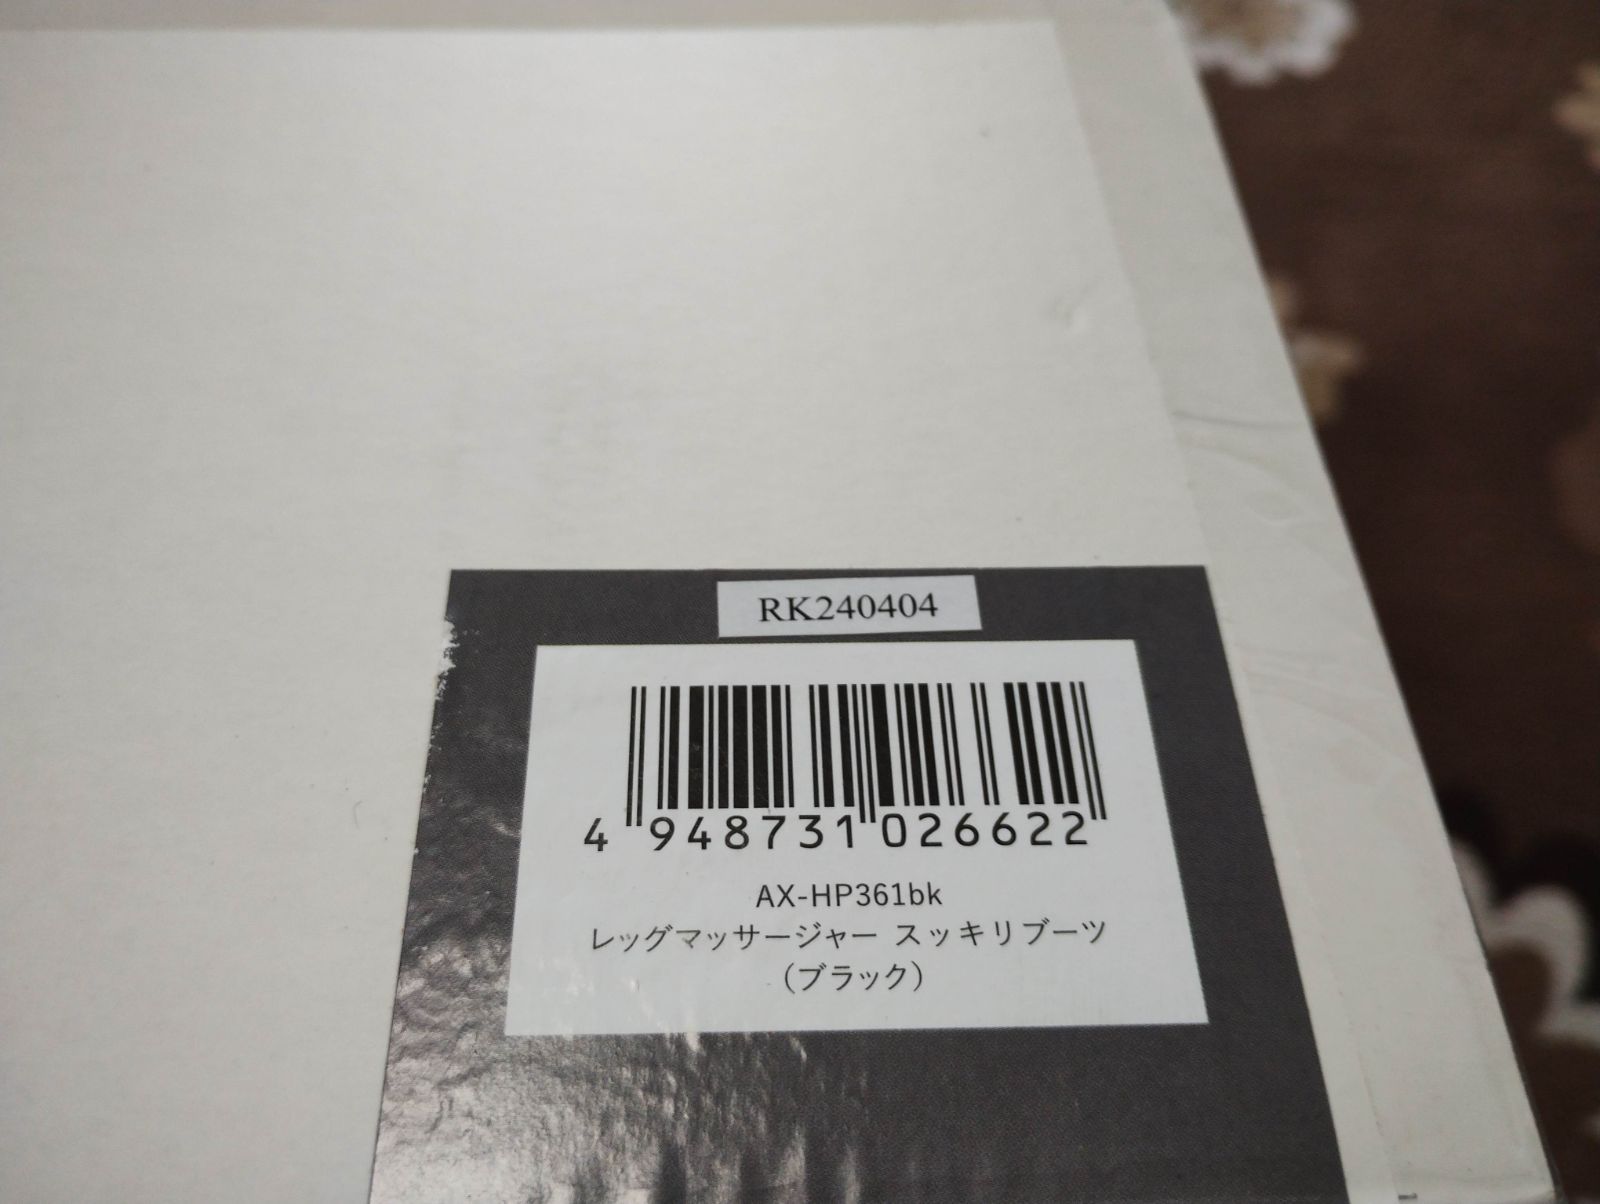 RK240404
4 948731 026622
AX-HP361bk
レッグマッサージャー スッキリブーツ
（ブラック）